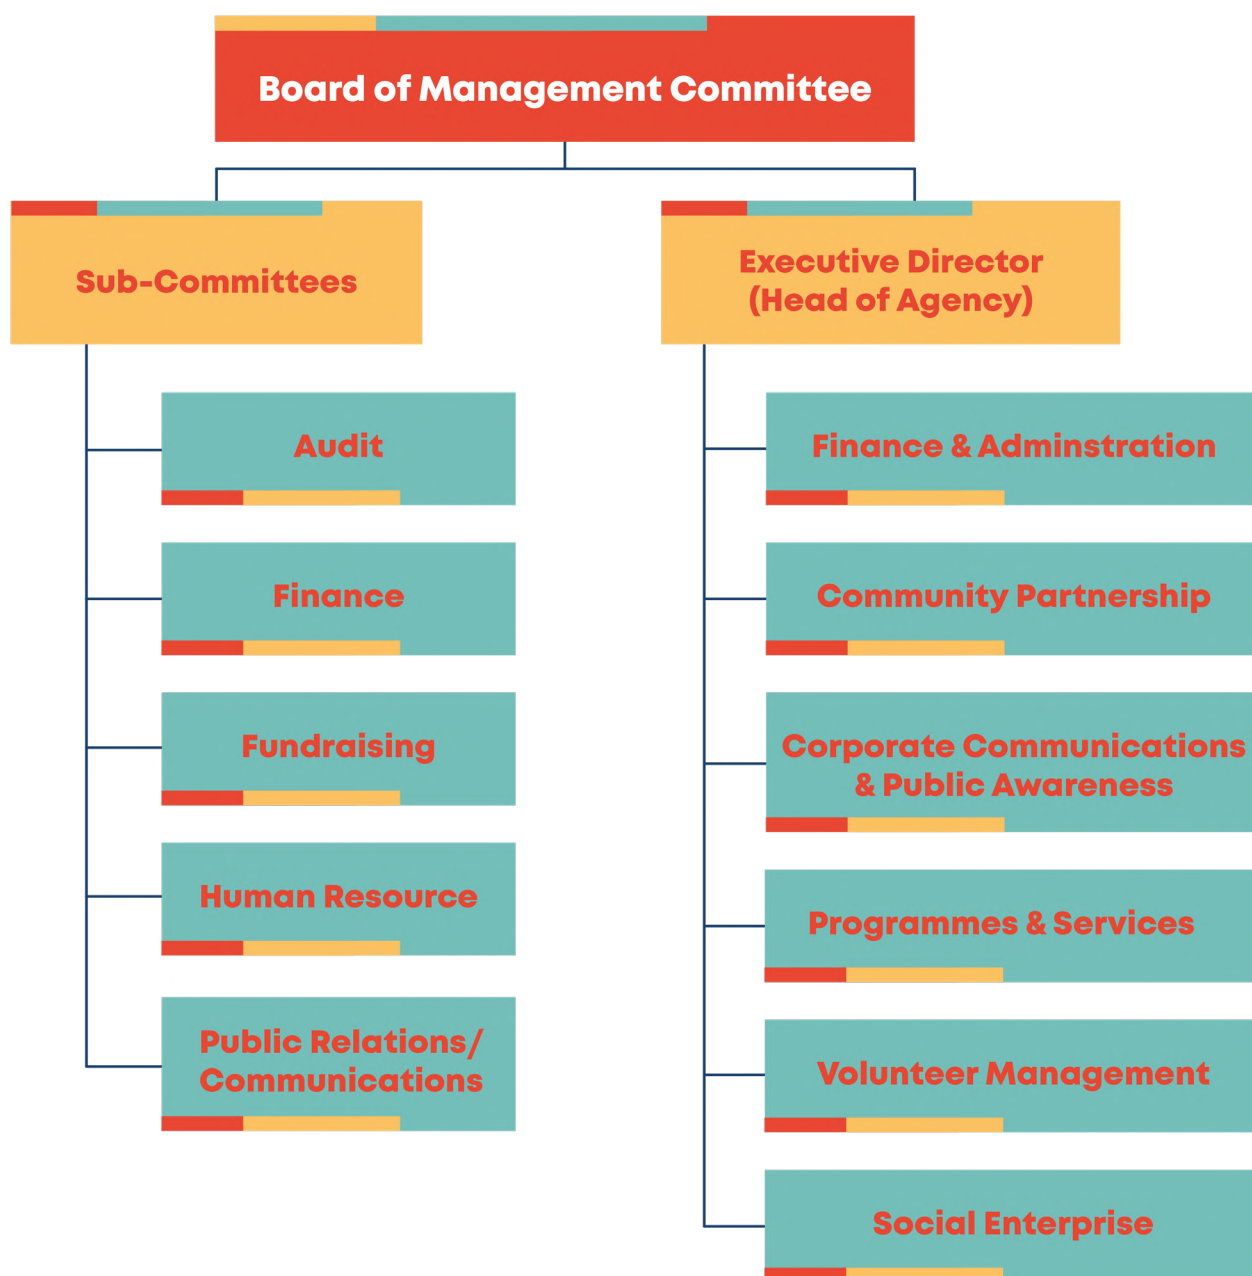 Board of Management Committee
Sub-Committees
Audit
Finance
Fundraising
Human Resource
Public Relations/
Communications
Executive Director
(Head of Agency)
Finance & Adminstration
Community Partnership
Corporate Communications
& Public Awareness
Programmes & Services
Volunteer Management
Social Enterprise